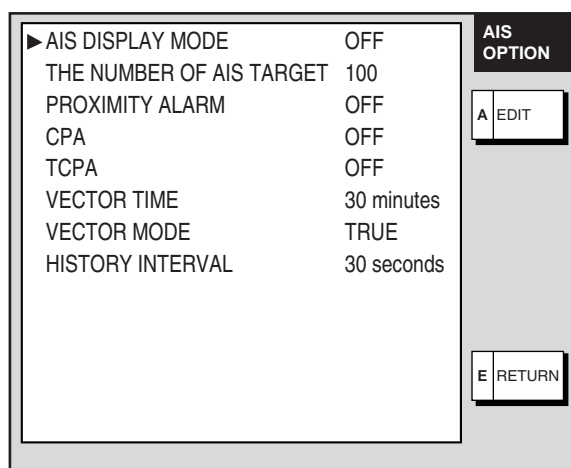 ►AIS DISPLAY MODE OFF
THE NUMBER OF AIS TARGET 100
PROXIMITY ALARM OFF
CPA OFF
TCPA OFF
VECTOR TIME 30 minutes
VECTOR MODE TRUE
HISTORY INTERVAL 30 seconds
AIS
OPTION
A EDIT
E RETURN